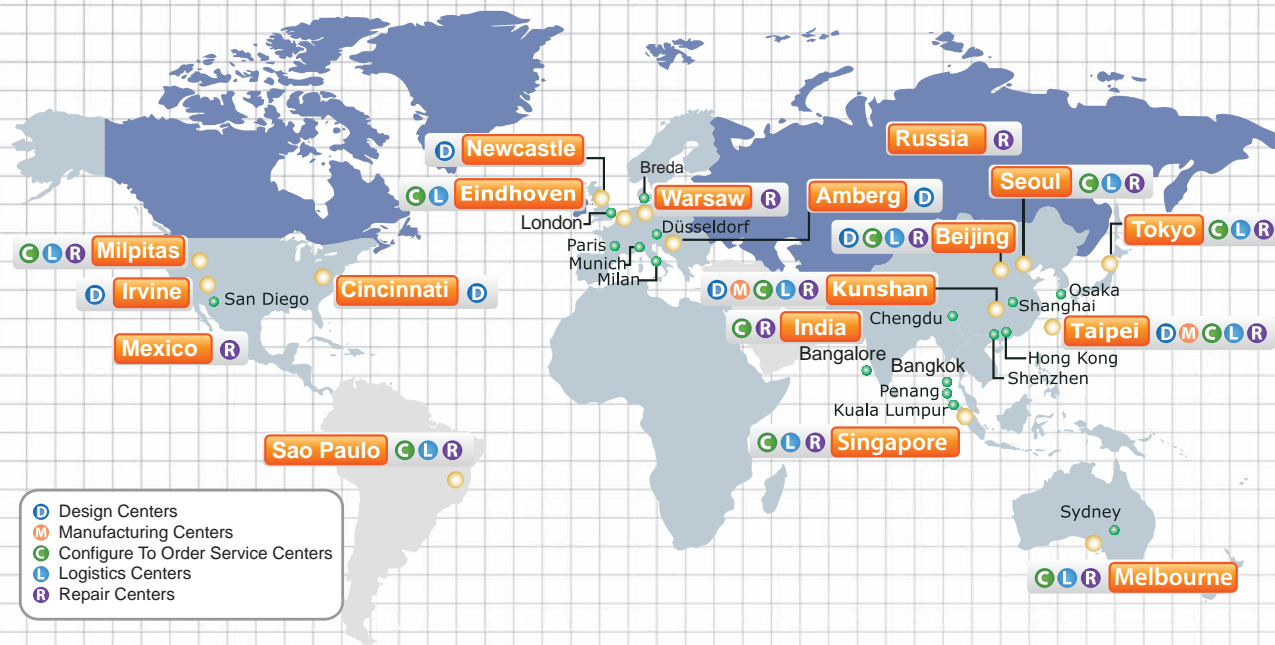 D Newcastle
Breda
Russia R
C L Eindhoven
Warsaw R
Amberg D
Seoul C L R
London
Düsseldorf
D C L R Beijing
Tokyo C L R
Paris
Munich
Milan
C L R Milpitas
D Irvine
San Diego
Cincinnati D
D M C L R Kunshan
Osaka
Shanghai
Chengdu
C R India
Taipei D M C L R
Mexico R
Bangalore
Bangkok
Hong Kong
Shenzhen
Penang
Kuala Lumpur
C L R Singapore
Sao Paulo C L R
Sydney
C L R Melbourne
D Design Centers
M Manufacturing Centers
C Configure To Order Service Centers
L Logistics Centers
R Repair Centers